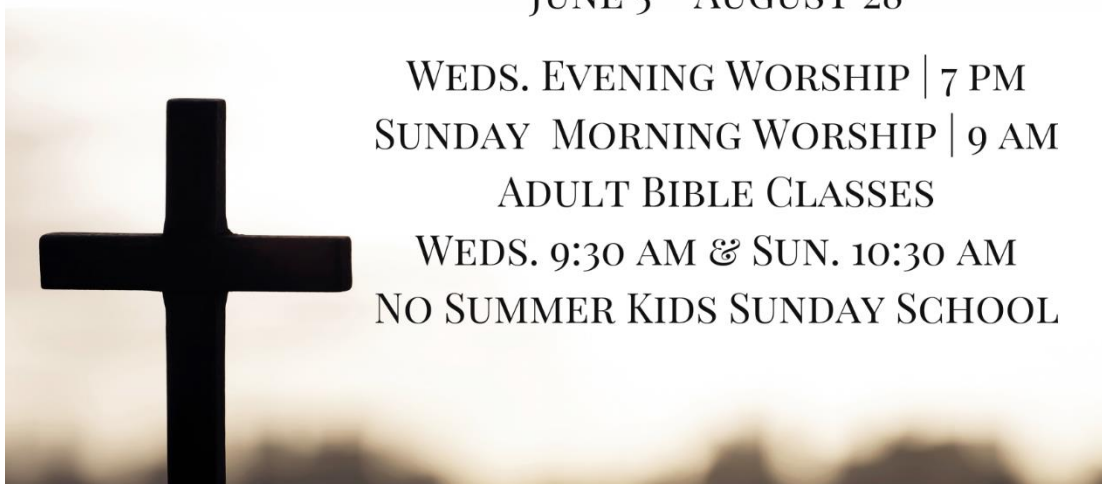 June 5 - August 28
Weds. Evening Worship | 7 pm
Sunday Morning Worship | 9 am
Adult Bible Classes
Weds. 9:30 am & Sun. 10:30 am
No Summer Kids Sunday School